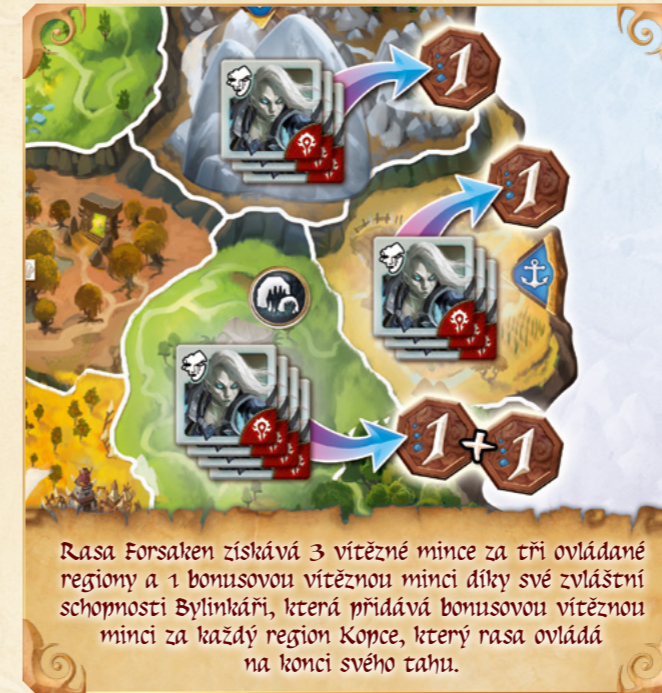 1
1
1 + 1
Rasa Forsaken získává 3 vítězné mince za tři ovládané
regiony a 1 bonusovou vítěznou minci díky své zvláštní
schopnosti Bylinkáři, která přidává bonusovou vítěznou
minci za každý region Kopce, který rasa ovládá
na konci svého tahu.